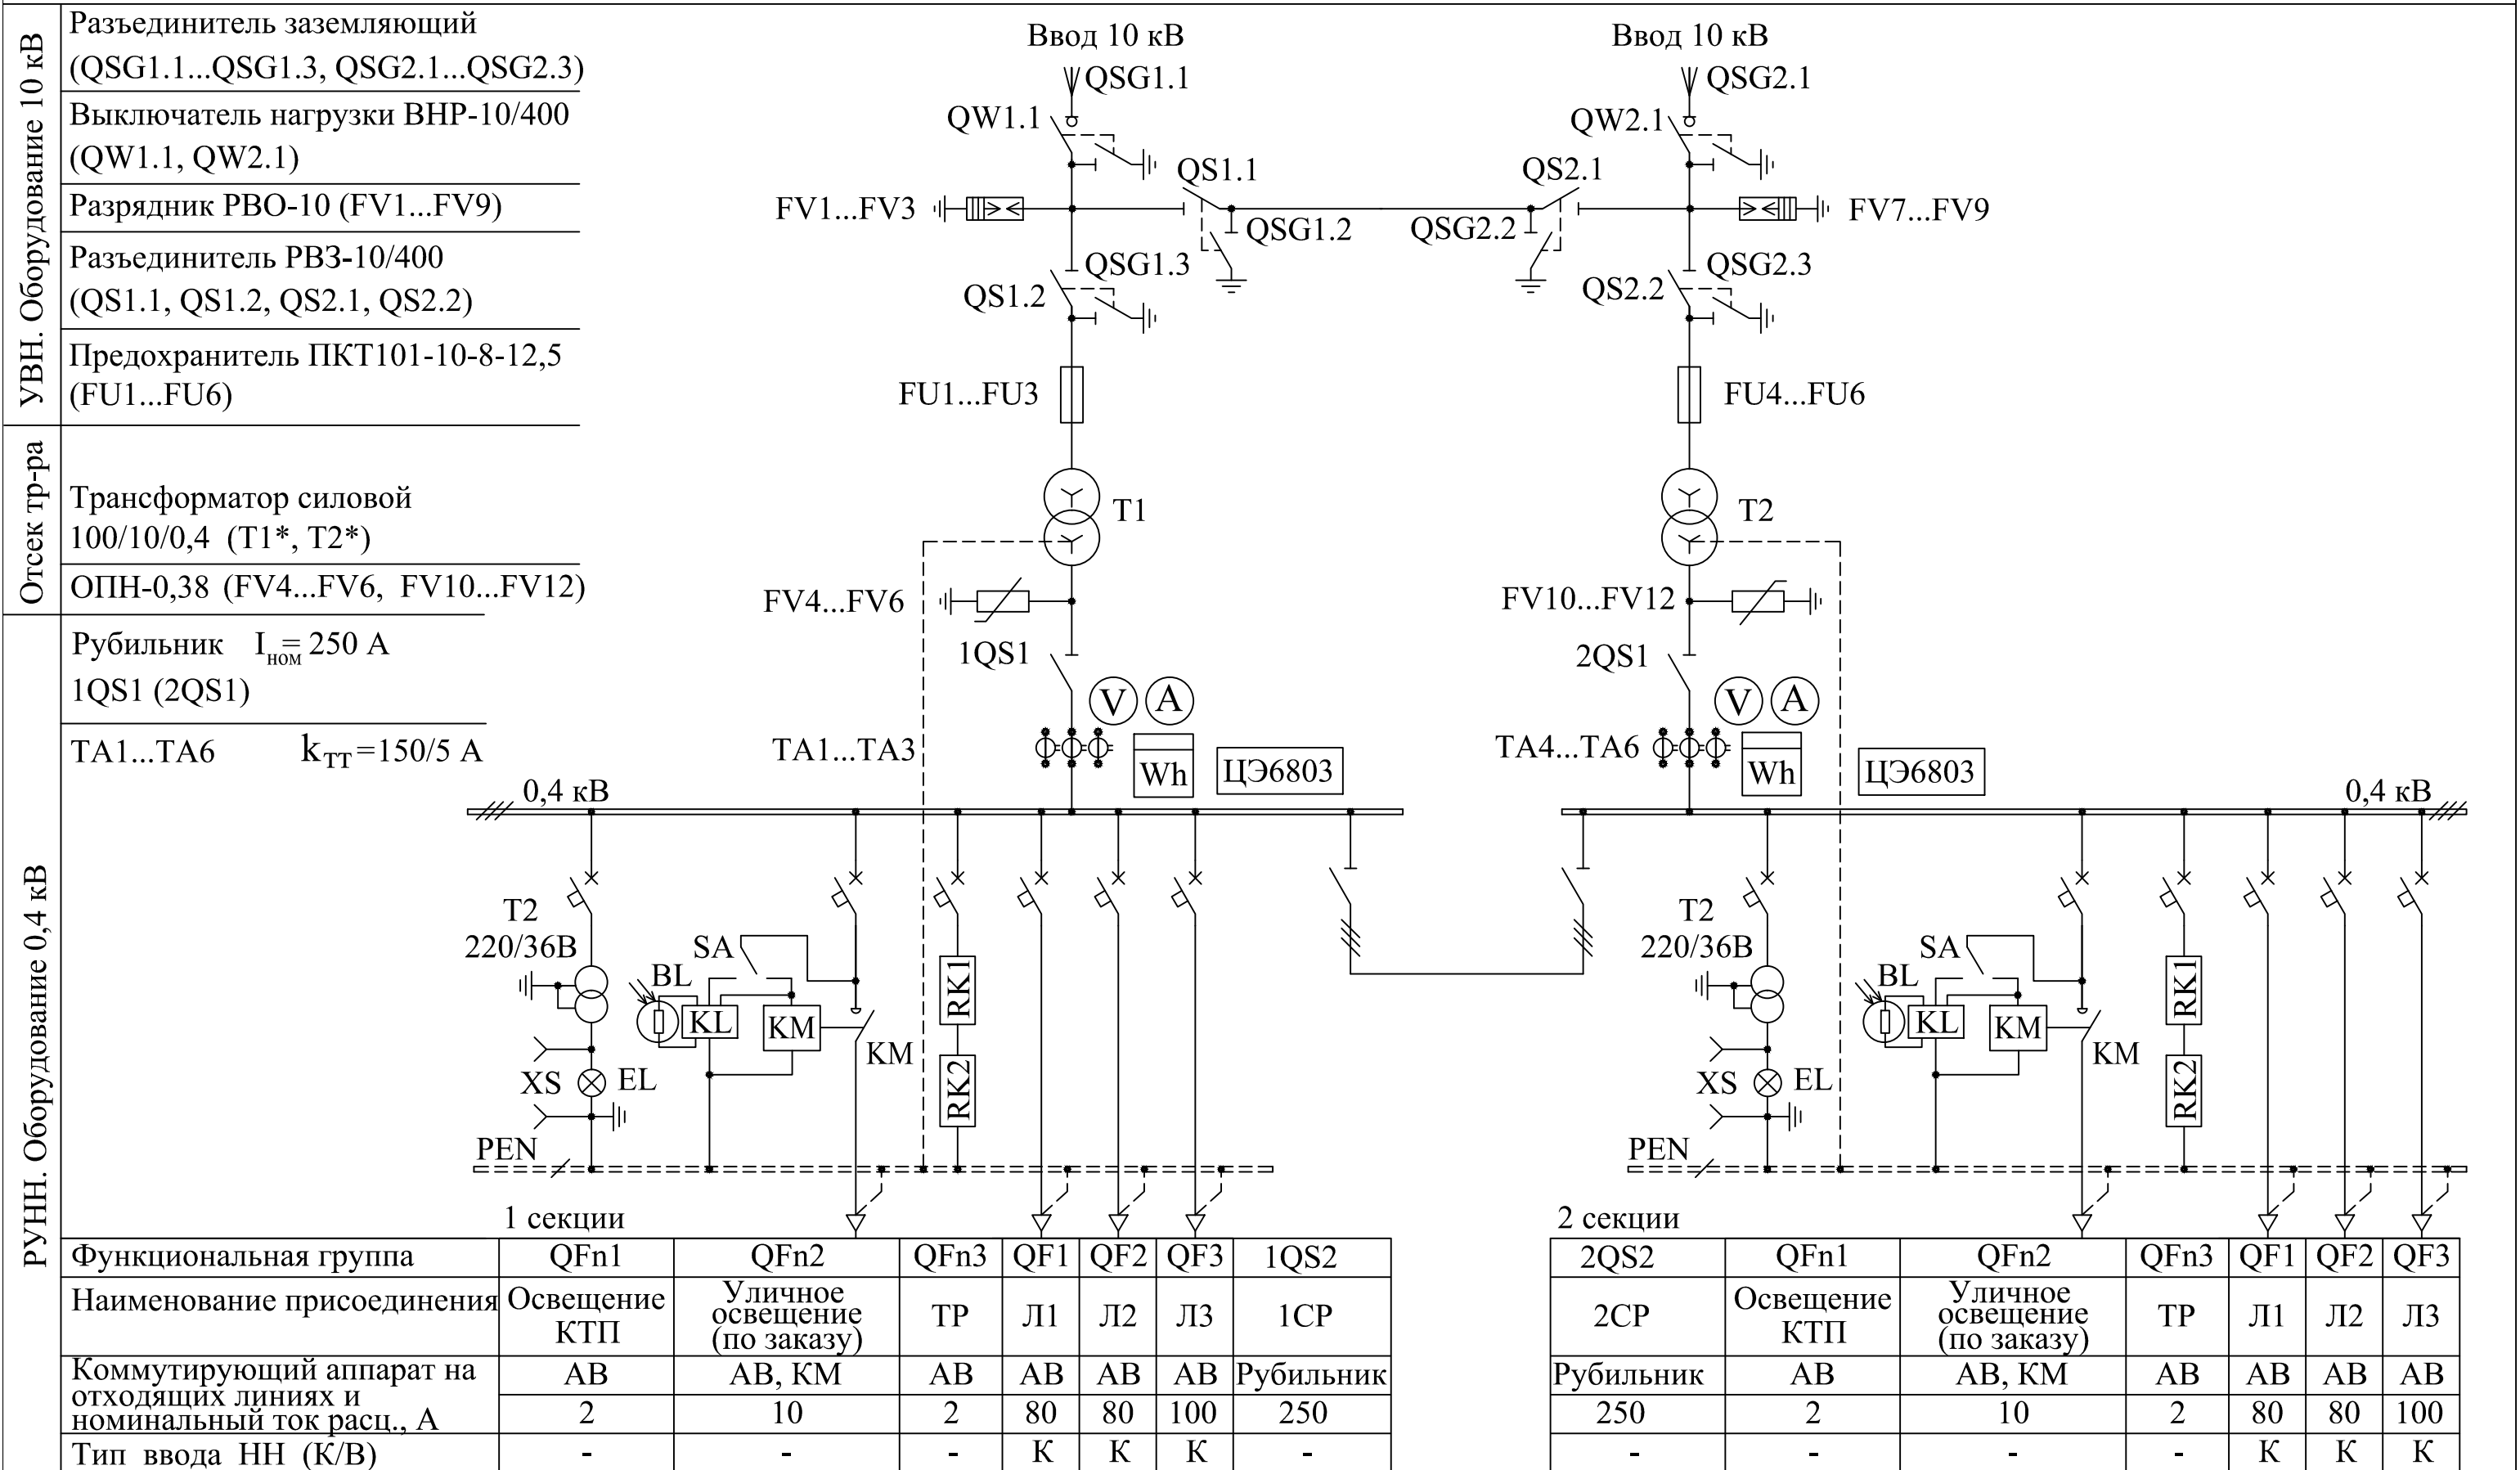 УВН. Оборудование 10 кВ
Разъединитель заземляющий
(QSG1.1...QSG1.3, QSG2.1...QSG2.3)
Выключатель нагрузки ВНР-10/400
(QW1.1, QW2.1)
Разрядник РВО-10 (FV1...FV9)
Разъединитель РВЗ-10/400
(QS1.1, QS1.2, QS2.1, QS2.2)
Предохранитель ПКТ101-10-8-12,5
(FU1...FU6)
Отсек тр-ра
Трансформатор силовой
100/10/0,4 (Т1*, Т2*)
ОПН-0,38 (FV4...FV6, FV10...FV12)
РУНН. Оборудование 0,4 кВ
Рубильник Iном= 250 А
1QS1 (2QS1)
ТА1...ТА6 kТТ=150/5 А
Ввод 10 кВ
QSG1.1
QW1.1
QS1.1
FV1...FV3
QSG1.2
QSG1.3
QS1.2
FU1...FU3
Т1
FV4...FV6
1QS1
V A
ТА1...ТА3
Wh
ЦЭ6803
Ввод 10 кВ
QSG2.1
QW2.1
QS2.1
FV7...FV9
QSG2.2
QSG2.3
QS2.2
FU4...FU6
Т2
FV10...FV12
2QS1
V A
ТА4...ТА6
Wh
ЦЭ6803
0,4 кВ
Т2
220/36В
SA
BL
KL
KM
KM
RK1
RK2
XS
EL
PEN
1 секции
0,4 кВ
Т2
220/36В
SA
BL
KL
KM
KM
RK1
RK2
XS
EL
PEN
2 секции
Функциональная группа QFn1 QFn2 QFn3 QF1 QF2 QF3 1QS2 2QS2 QFn1 QFn2 QFn3 QF1 QF2 QF3
Наименование присоединения
Освещение
КТП
Уличное
освещение
(по заказу)
ТР Л1 Л2 Л3 1СР 2СР
Освещение
КТП
Уличное
освещение
(по заказу)
ТР Л1 Л2 Л3
Коммутирующий аппарат на
отходящих линиях и
номинальный ток расц., А
АВ АВ, КМ АВ АВ АВ АВ Рубильник Рубильник АВ АВ, КМ АВ АВ АВ АВ
2 10 2 80 80 100 250 250 2 10 2 80 80 100
Тип ввода НН (К/В) - - - К К К - - - - - К К К